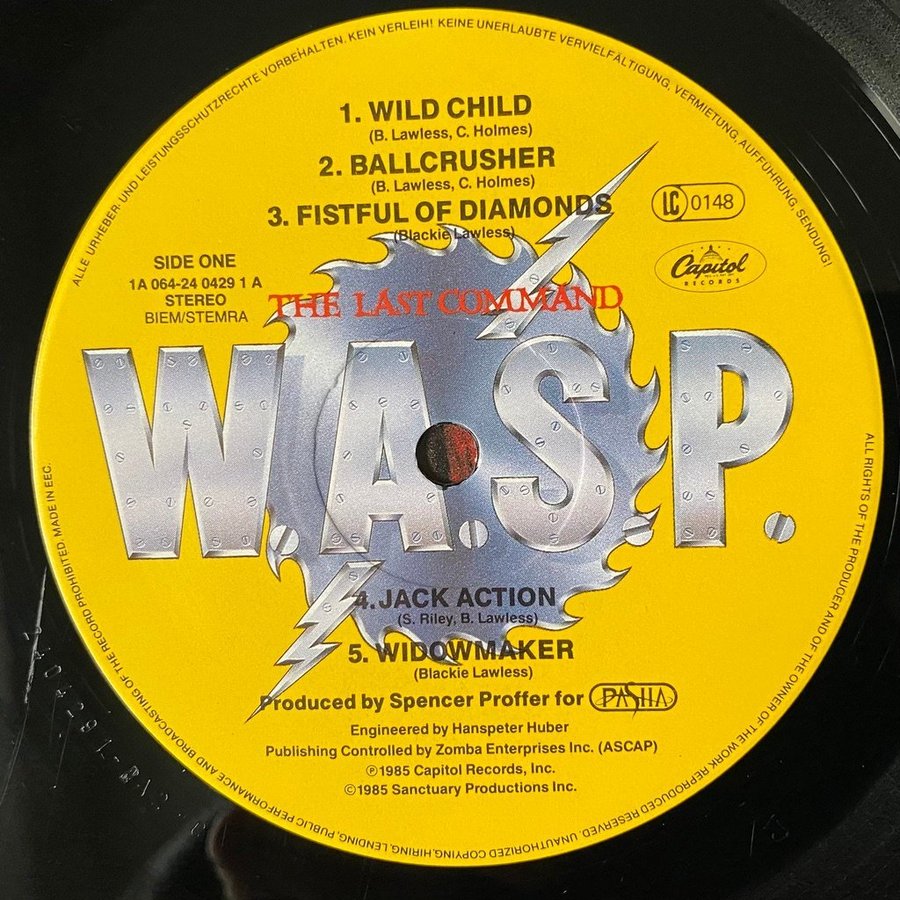 ALLE URHEBER- UND LEISTUNGSSCHUTZRECHTE VORBEHALTEN. KEIN VERLEIH! KEINE UNERLAUBTE VERVIELFÄLTIGUNG, VERMIETUNG, AUFFÜHRUNG, SENDUNG!
1. WILD CHILD
(B. Lawless, C. Holmes)
2. BALLCRUSHER
(B. Lawless, C. Holmes)
3. FISTFUL OF DIAMONDS
(Blackie Lawless)
LC 0148
SIDE ONE
1A 064-24 0429 1 A
STEREO
BIEM/STEMRA
Capitol
RECORDS
THE LAST COMMAND
W.A.S.P.
4. JACK ACTION
(S. Riley, B. Lawless)
5. WIDOWMAKER
(Blackie Lawless)
Produced by Spencer Proffer for PASHA
Engineered by Hanspeter Huber
Publishing Controlled by Zomba Enterprises Inc. (ASCAP)
℗1985 Capitol Records, Inc.
©1985 Sanctuary Productions Inc.
ALL RIGHTS OF THE PRODUCER AND OF THE OWNER OF THE WORK REPRODUCED RESERVED. UNAUTHORIZED COPYING, HIRING, LENDING, PUBLIC PERFORMANCE AND BROADCASTING OF THE RECORD PROHIBITED. MADE IN EEC.